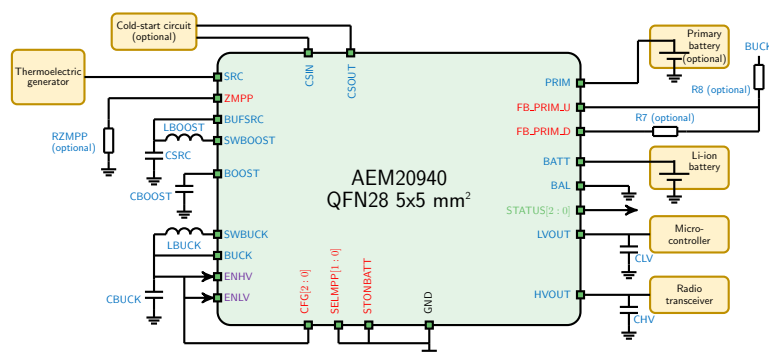 Cold-start circuit
(optional)
Primary
battery
(optional)
BUCK
Thermoelectric
generator
CSIN
CSOUT
SRC
PRIM
R8 (optional)
ZMPP
FB_PRIM_U
BUFSRC
LBOOST
R7 (optional)
RZMPP
(optional)
SWBOOST
FB_PRIM_D
CSRC
BATT
Li-ion
battery
BOOST
AEM20940
QFN28 5x5 mm²
BAL
CBOOST
STATUS[2 : 0]
SWBUCK
LVOUT
Micro-
controller
LBUCK
BUCK
CLV
ENHV
CBUCK
ENLV
CFG[2 : 0]
SELMPP[1 : 0]
STONBATT
GND
HVOUT
Radio
transceiver
CHV